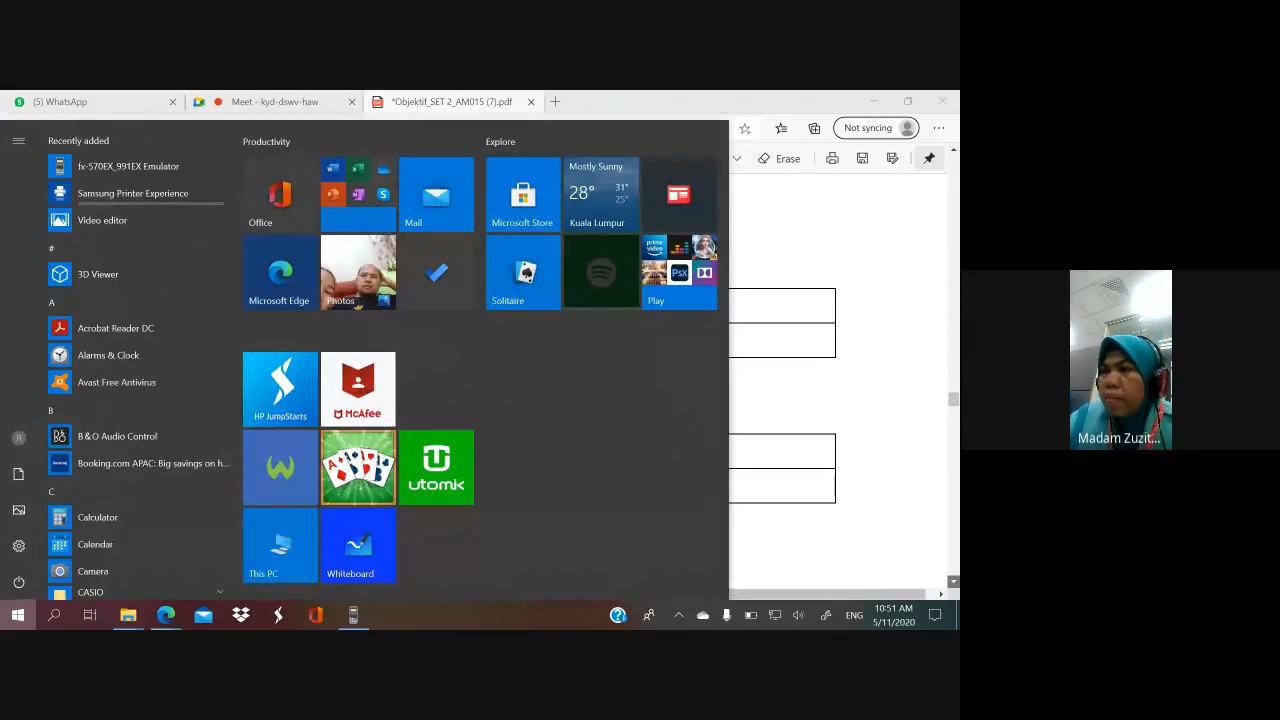 (5) WhatsApp
Meet - kyd-dswv-haw
*Objektif_SET 2_AM015 (7).pdf
Not syncing
Erase
Recently added
fx-570EX_991EX Emulator
Samsung Printer Experience
Video editor
#
3D Viewer
A
Acrobat Reader DC
Alarms & Clock
Avast Free Antivirus
B
B&O Audio Control
Booking.com APAC: Big savings on h...
C
Calculator
Calendar
Camera
CASIO
Productivity
Office
Mail
Microsoft Edge
Photos
HP JumpStarts
McAfee
utomik
This PC
Whiteboard
Explore
Microsoft Store
Mostly Sunny
28° 31°
25°
Kuala Lumpur
Solitaire
prime video
PSX
Play
Madam Zuzit...
ENG
10:51 AM
5/11/2020